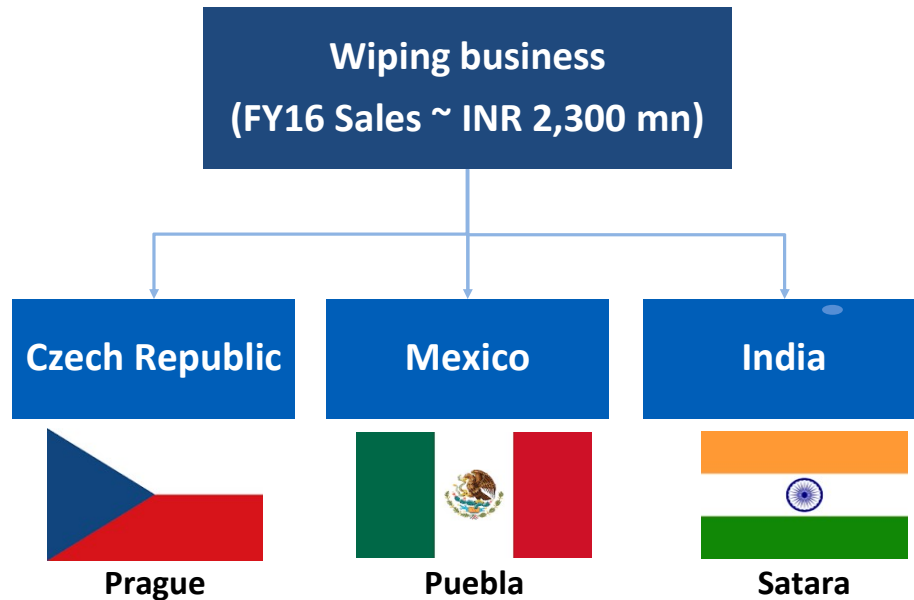 Wiping business
(FY16 Sales ~ INR 2,300 mn)
Czech Republic
Mexico
India
Prague
Puebla
Satara